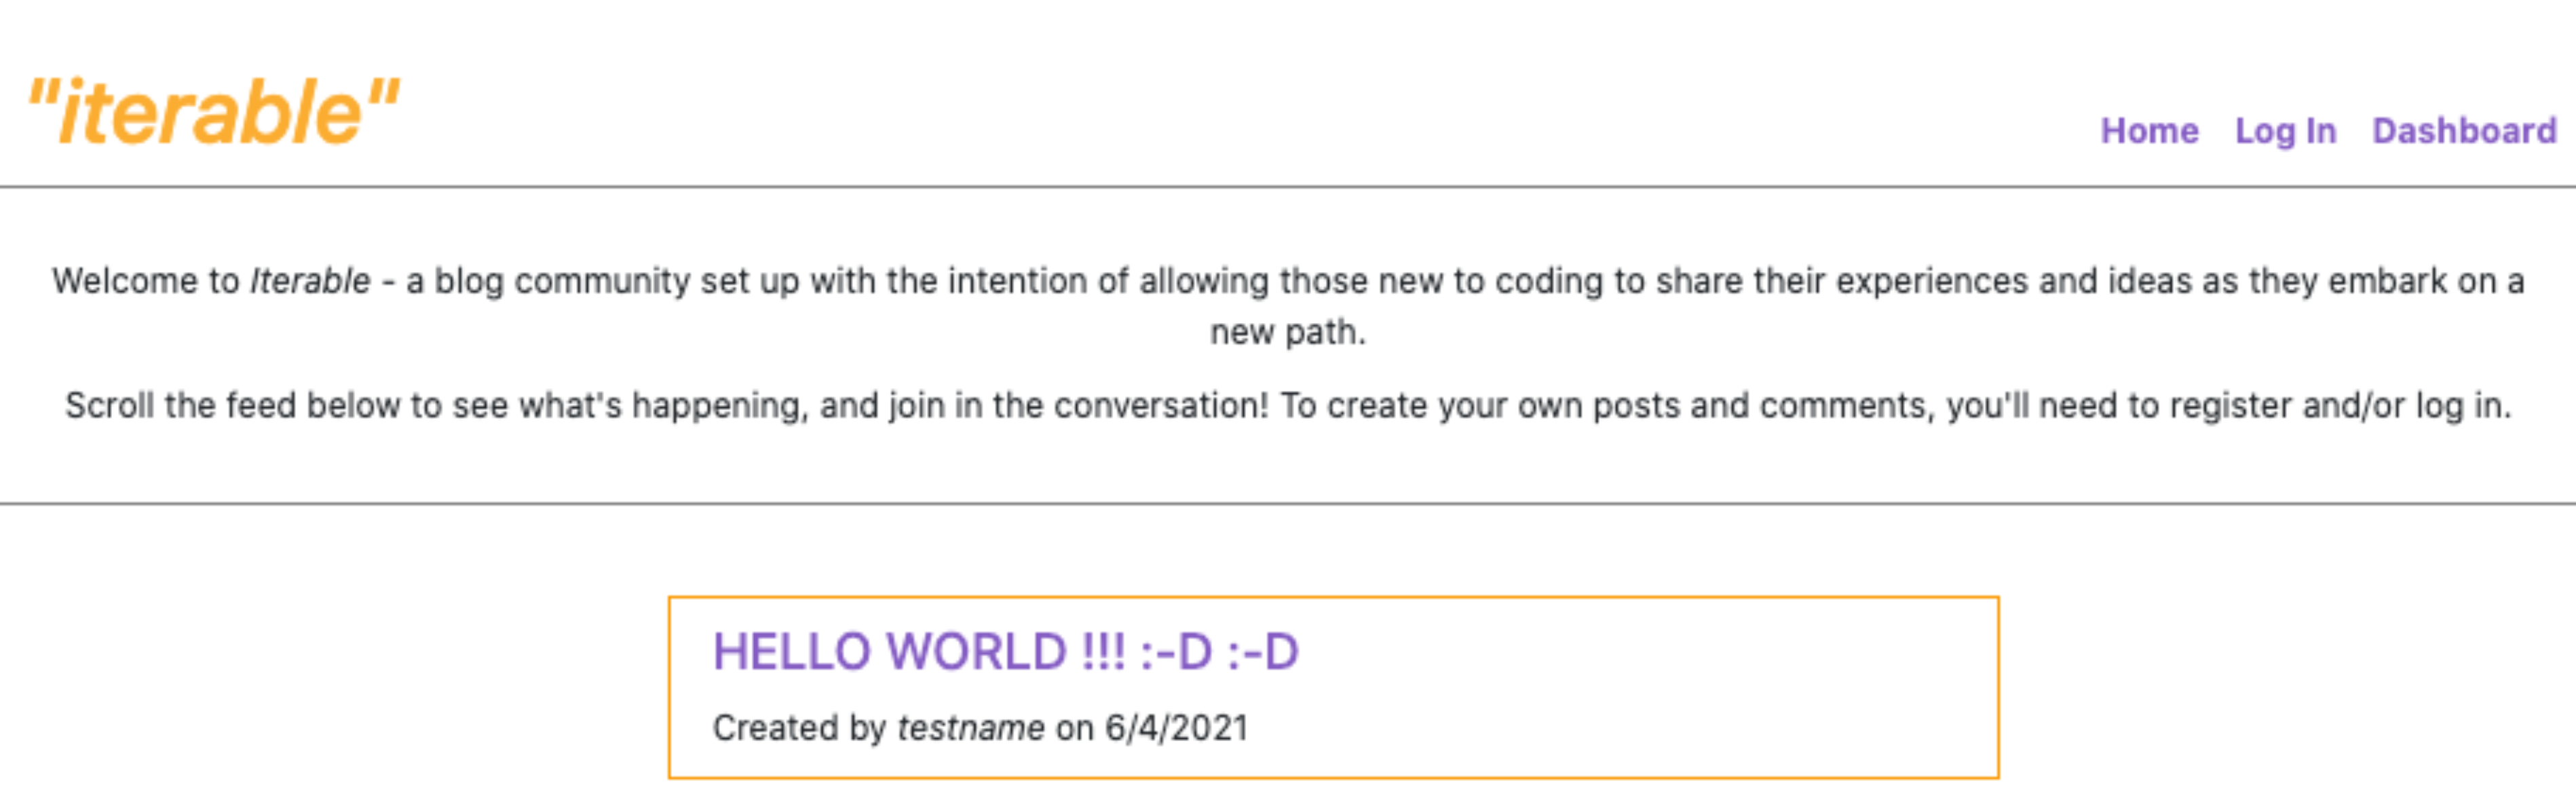 "iterable"
Home Log In Dashboard
Welcome to Iterable - a blog community set up with the intention of allowing those new to coding to share their experiences and ideas as they embark on a
new path.
Scroll the feed below to see what's happening, and join in the conversation! To create your own posts and comments, you'll need to register and/or log in.
HELLO WORLD !!! :-D :-D
Created by testname on 6/4/2021